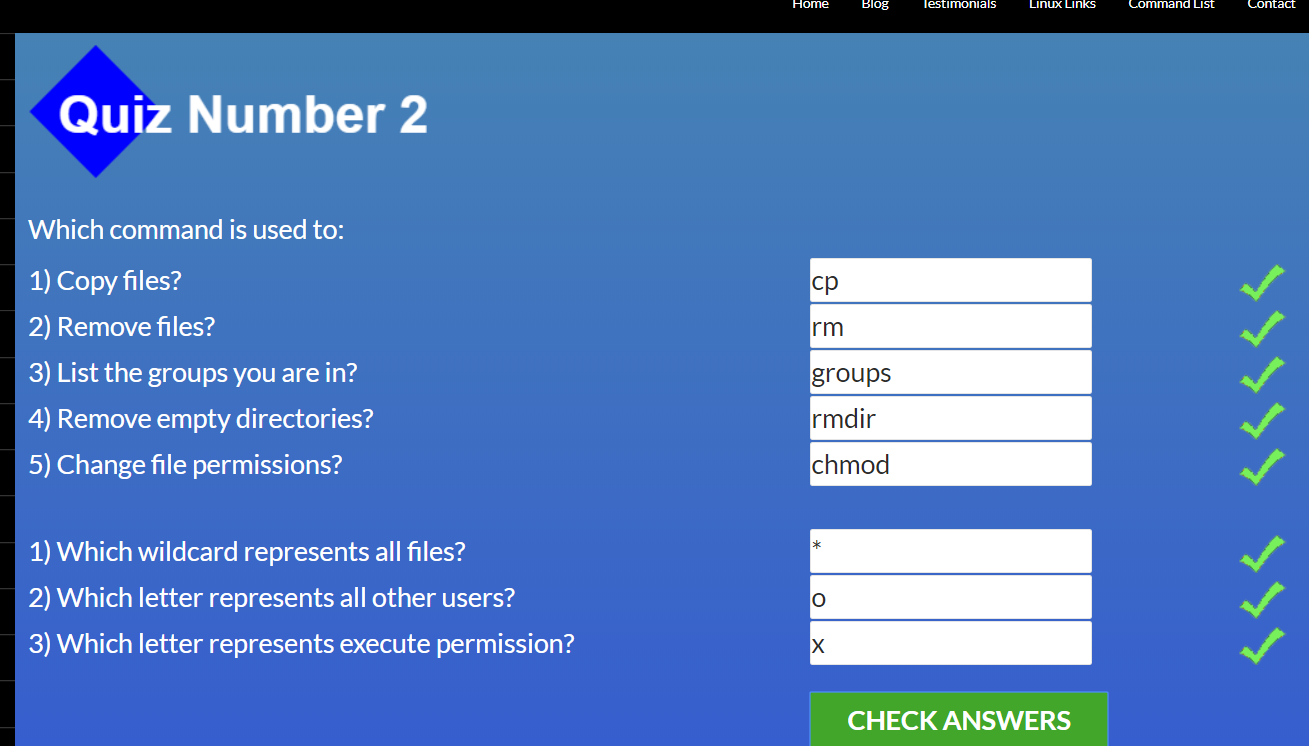 Home Blog Testimonials Linux Links Command List Contact
Quiz Number 2
Which command is used to:
1) Copy files? cp
2) Remove files? rm
3) List the groups you are in? groups
4) Remove empty directories? rmdir
5) Change file permissions? chmod
1) Which wildcard represents all files? *
2) Which letter represents all other users? o
3) Which letter represents execute permission? x
CHECK ANSWERS